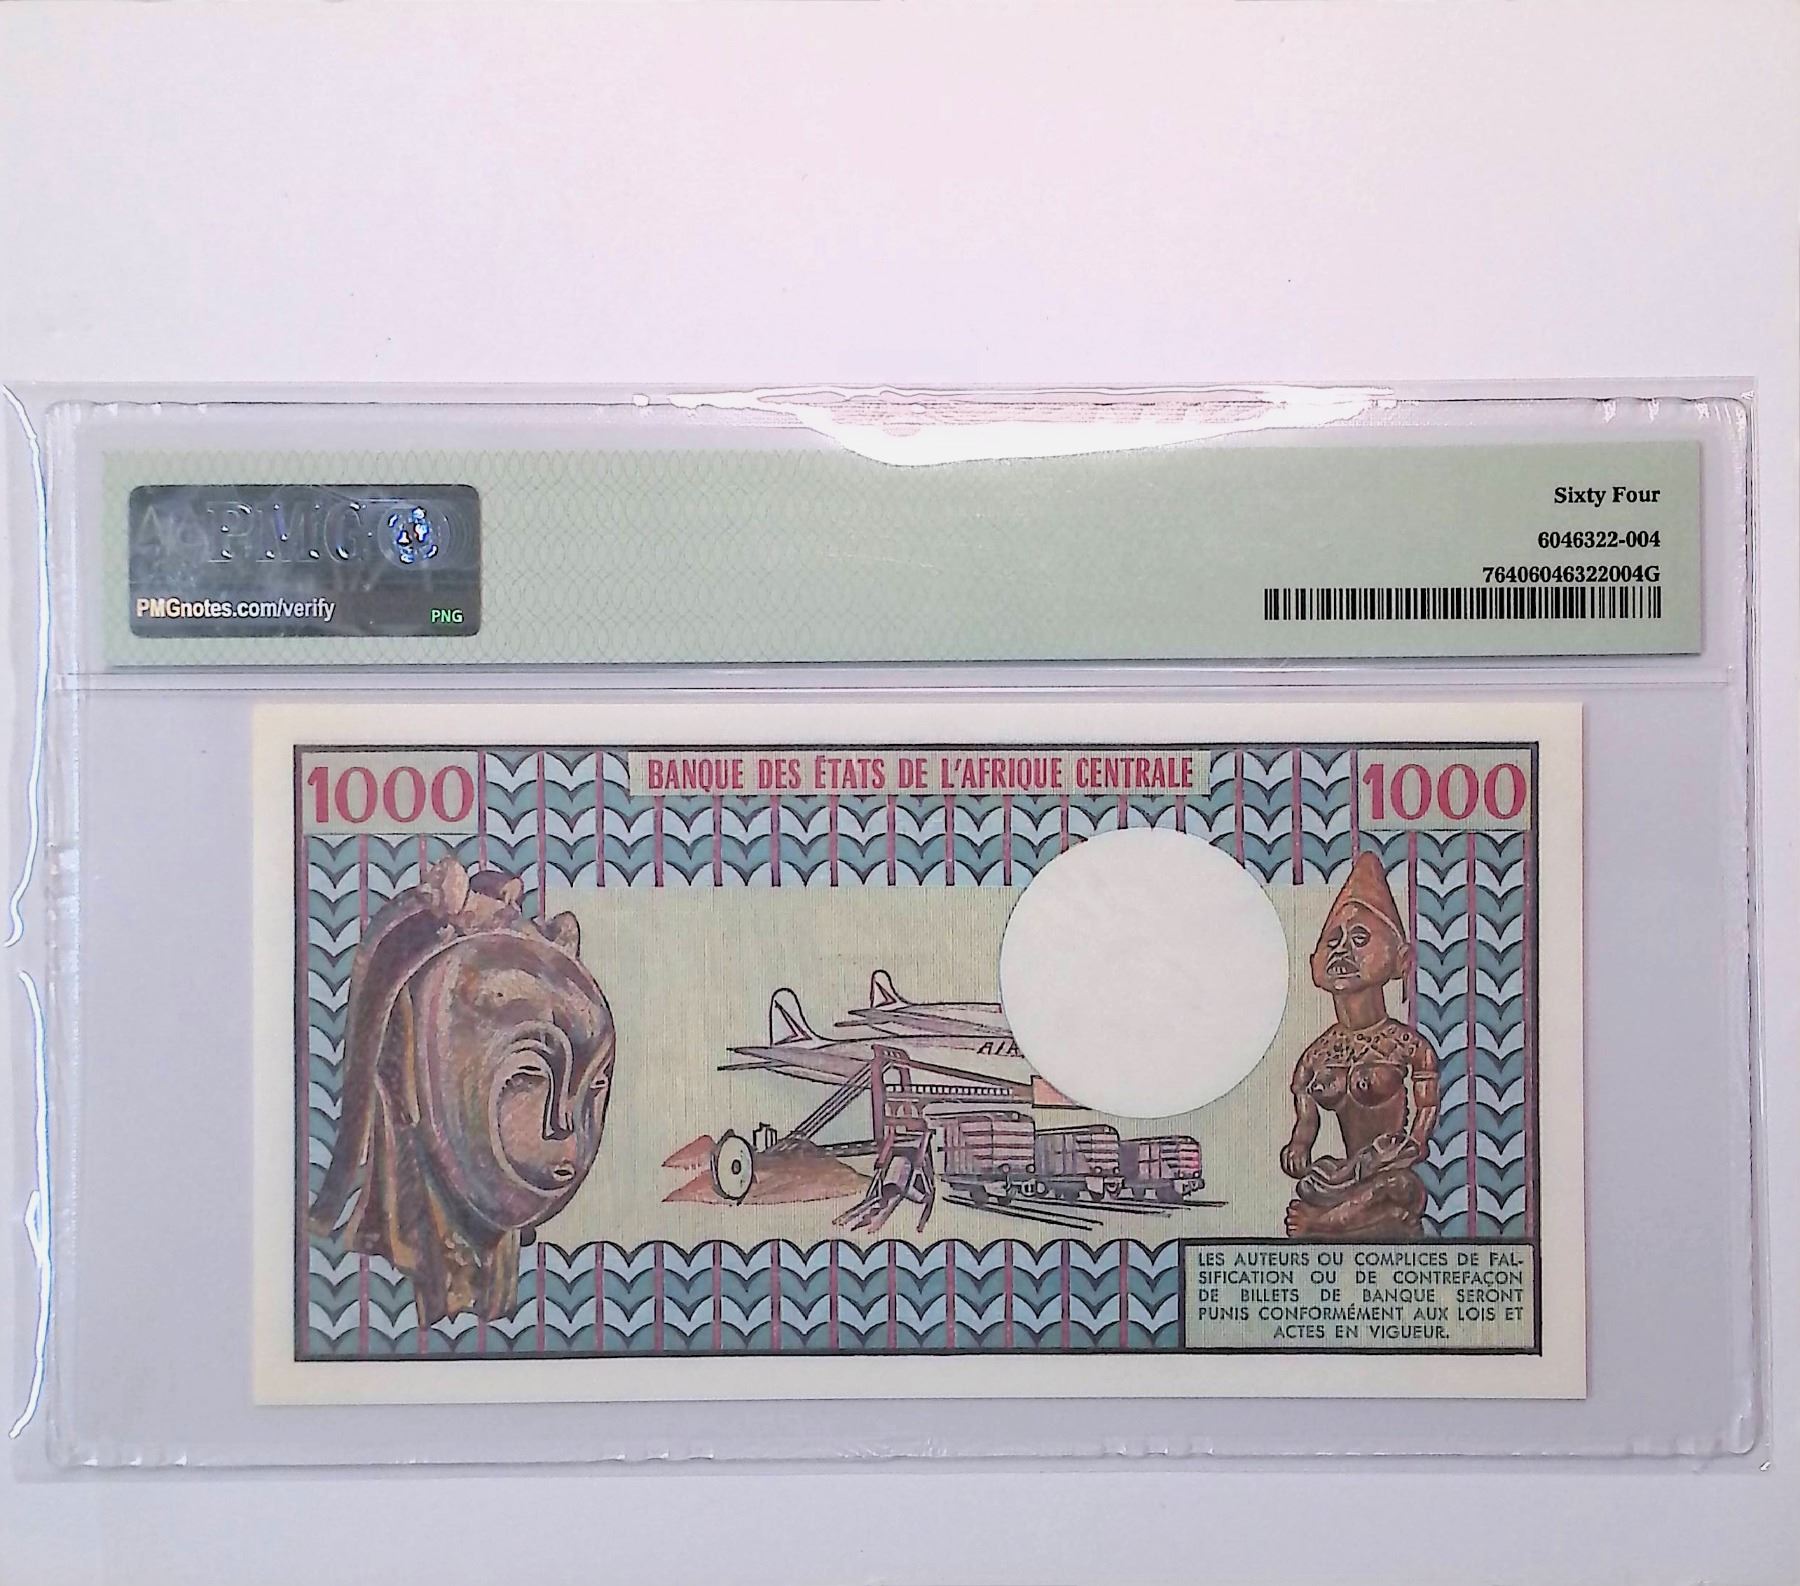 Sixty Four
6046322-004
76406046322004G
PMG
PMGnotes.com/verify
PNG
1000
BANQUE DES ÉTATS DE L'AFRIQUE CENTRALE
1000
AIR
LES AUTEURS OU COMPLICES DE FAL-
SIFICATION OU DE CONTREFAÇON
DE BILLETS DE BANQUE SERONT
PUNIS CONFORMÉMENT AUX LOIS ET
ACTES EN VIGUEUR.